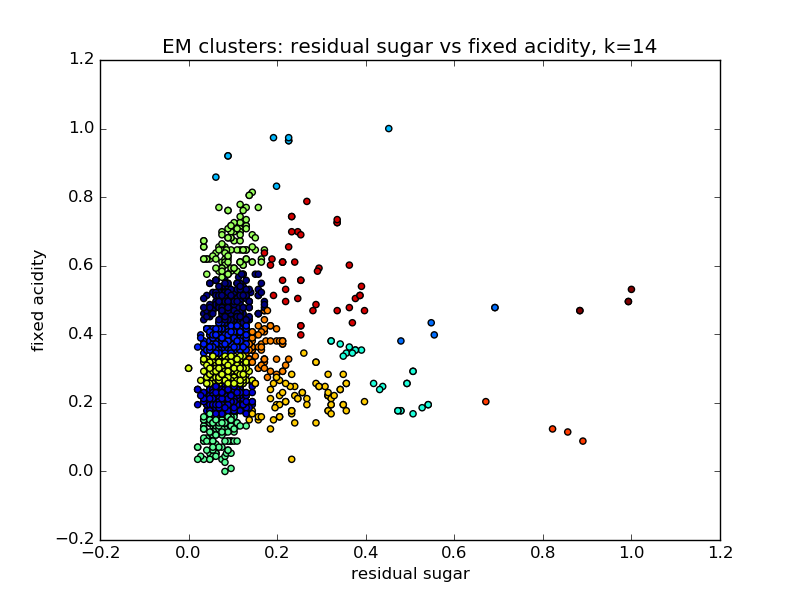 EM clusters: residual sugar vs fixed acidity, k=14
1.2
1.0
0.8
0.6
0.4
0.2
0.0
−0.2
fixed acidity
−0.2 0.0 0.2 0.4 0.6 0.8 1.0 1.2
residual sugar